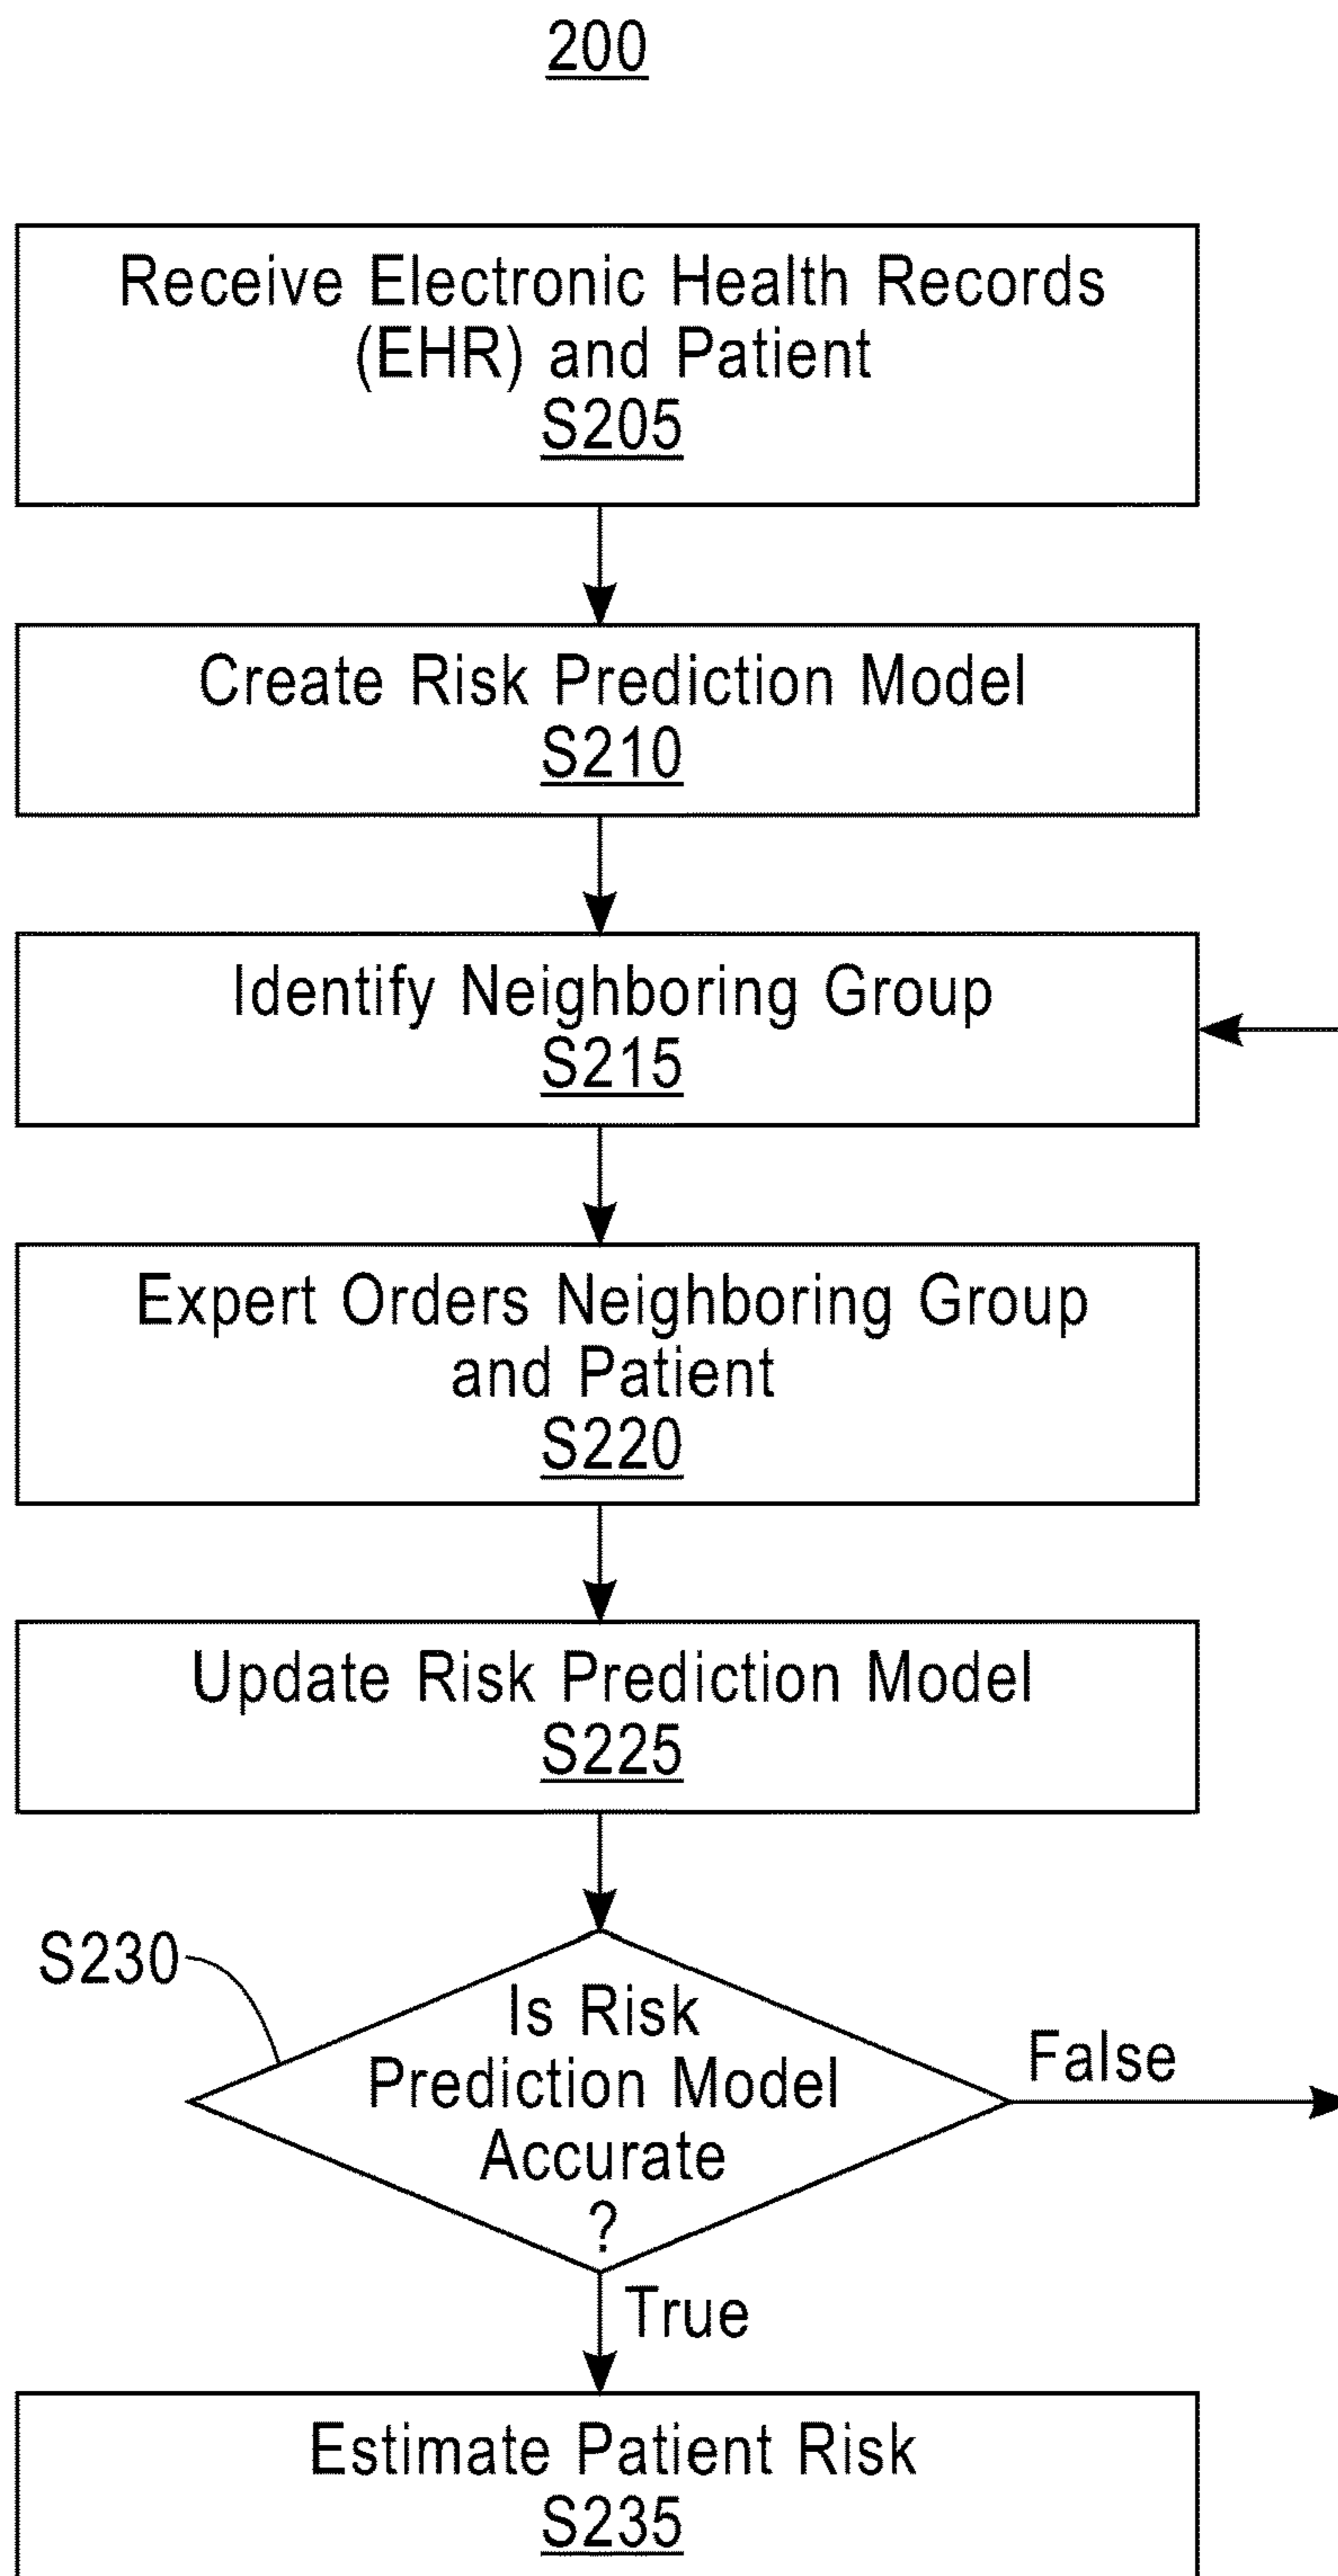 200
Receive Electronic Health Records
(EHR) and Patient
S205
Create Risk Prediction Model
S210
Identify Neighboring Group
S215
Expert Orders Neighboring Group
and Patient
S220
Update Risk Prediction Model
S225
S230
Is Risk
Prediction Model
Accurate
?
False
True
Estimate Patient Risk
S235